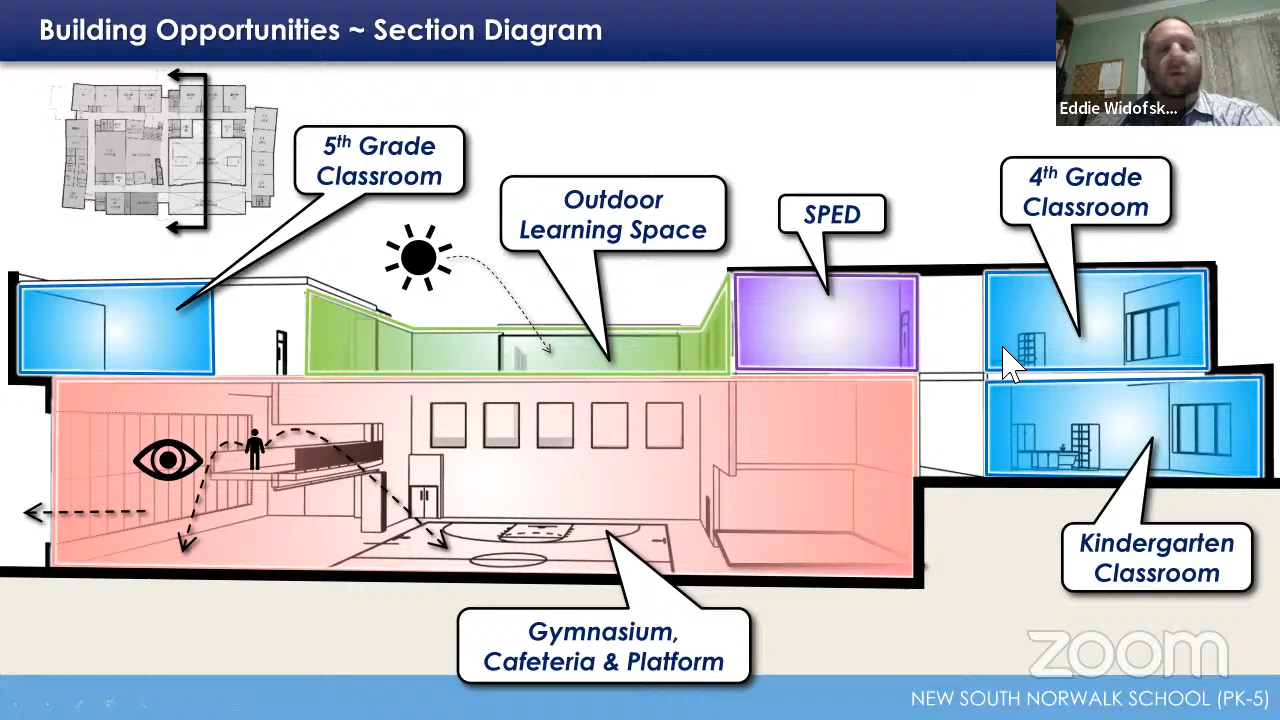 Building Opportunities ~ Section Diagram
Eddie Widofsk...
5th Grade
Classroom
Outdoor
Learning Space
SPED
4th Grade
Classroom
Kindergarten
Classroom
Gymnasium,
Cafeteria & Platform
zoom
NEW SOUTH NORWALK SCHOOL (PK-5)